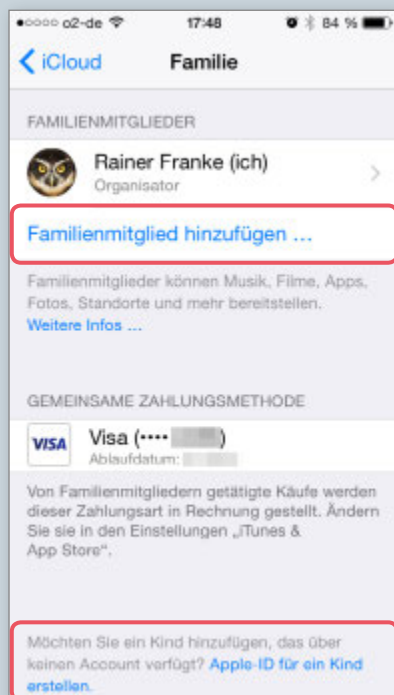 ●○○○○ o2-de 17:48 84 %
iCloud Familie
FAMILIENMITGLIEDER
Rainer Franke (ich)
Organisator
Familienmitglied hinzufügen ...
Familienmitglieder können Musik, Filme, Apps,
Fotos, Standorte und mehr bereitstellen.
Weitere Infos ...
GEMEINSAME ZAHLUNGSMETHODE
VISA Visa (•••• )
Ablaufdatum:
Von Familienmitgliedern getätigte Käufe werden
dieser Zahlungsart in Rechnung gestellt. Ändern
Sie sie in den Einstellungen „iTunes &
App Store“.
Möchten Sie ein Kind hinzufügen, das über
keinen Account verfügt? Apple-ID für ein Kind
erstellen.